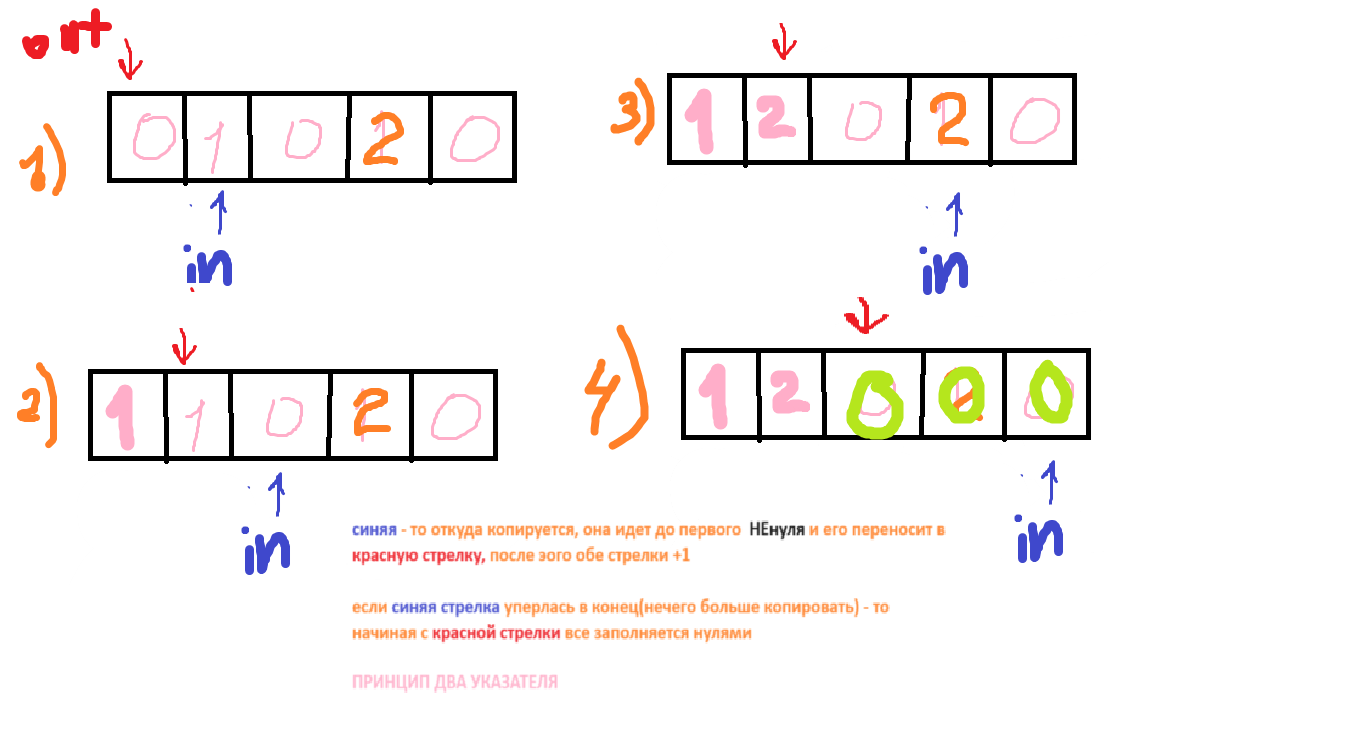 out
1)
0 1 0 2 0
in
2)
1 1 0 2 0
in
3)
1 2 0 2 0
in
4)
1 2 0 0 0
in
синяя - то откуда копируется, она идет до первого НЕнуля и его переносит в
красную стрелку, после эого обе стрелки +1
если синяя стрелка уперлась в конец(нечего больше копировать) - то
начиная с красной стрелки все заполняется нулями
ПРИНЦИП ДВА УКАЗАТЕЛЯ